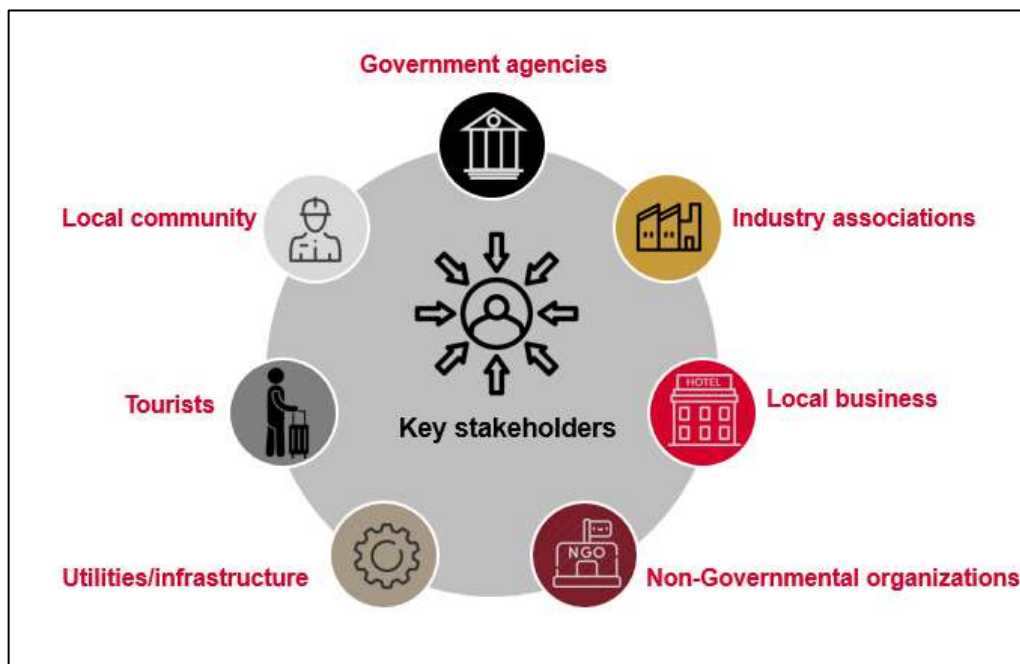 Government agencies
Local community
Industry associations
Tourists
HOTEL
Local business
Key stakeholders
Utilities/infrastructure
NGO
Non-Governmental organizations